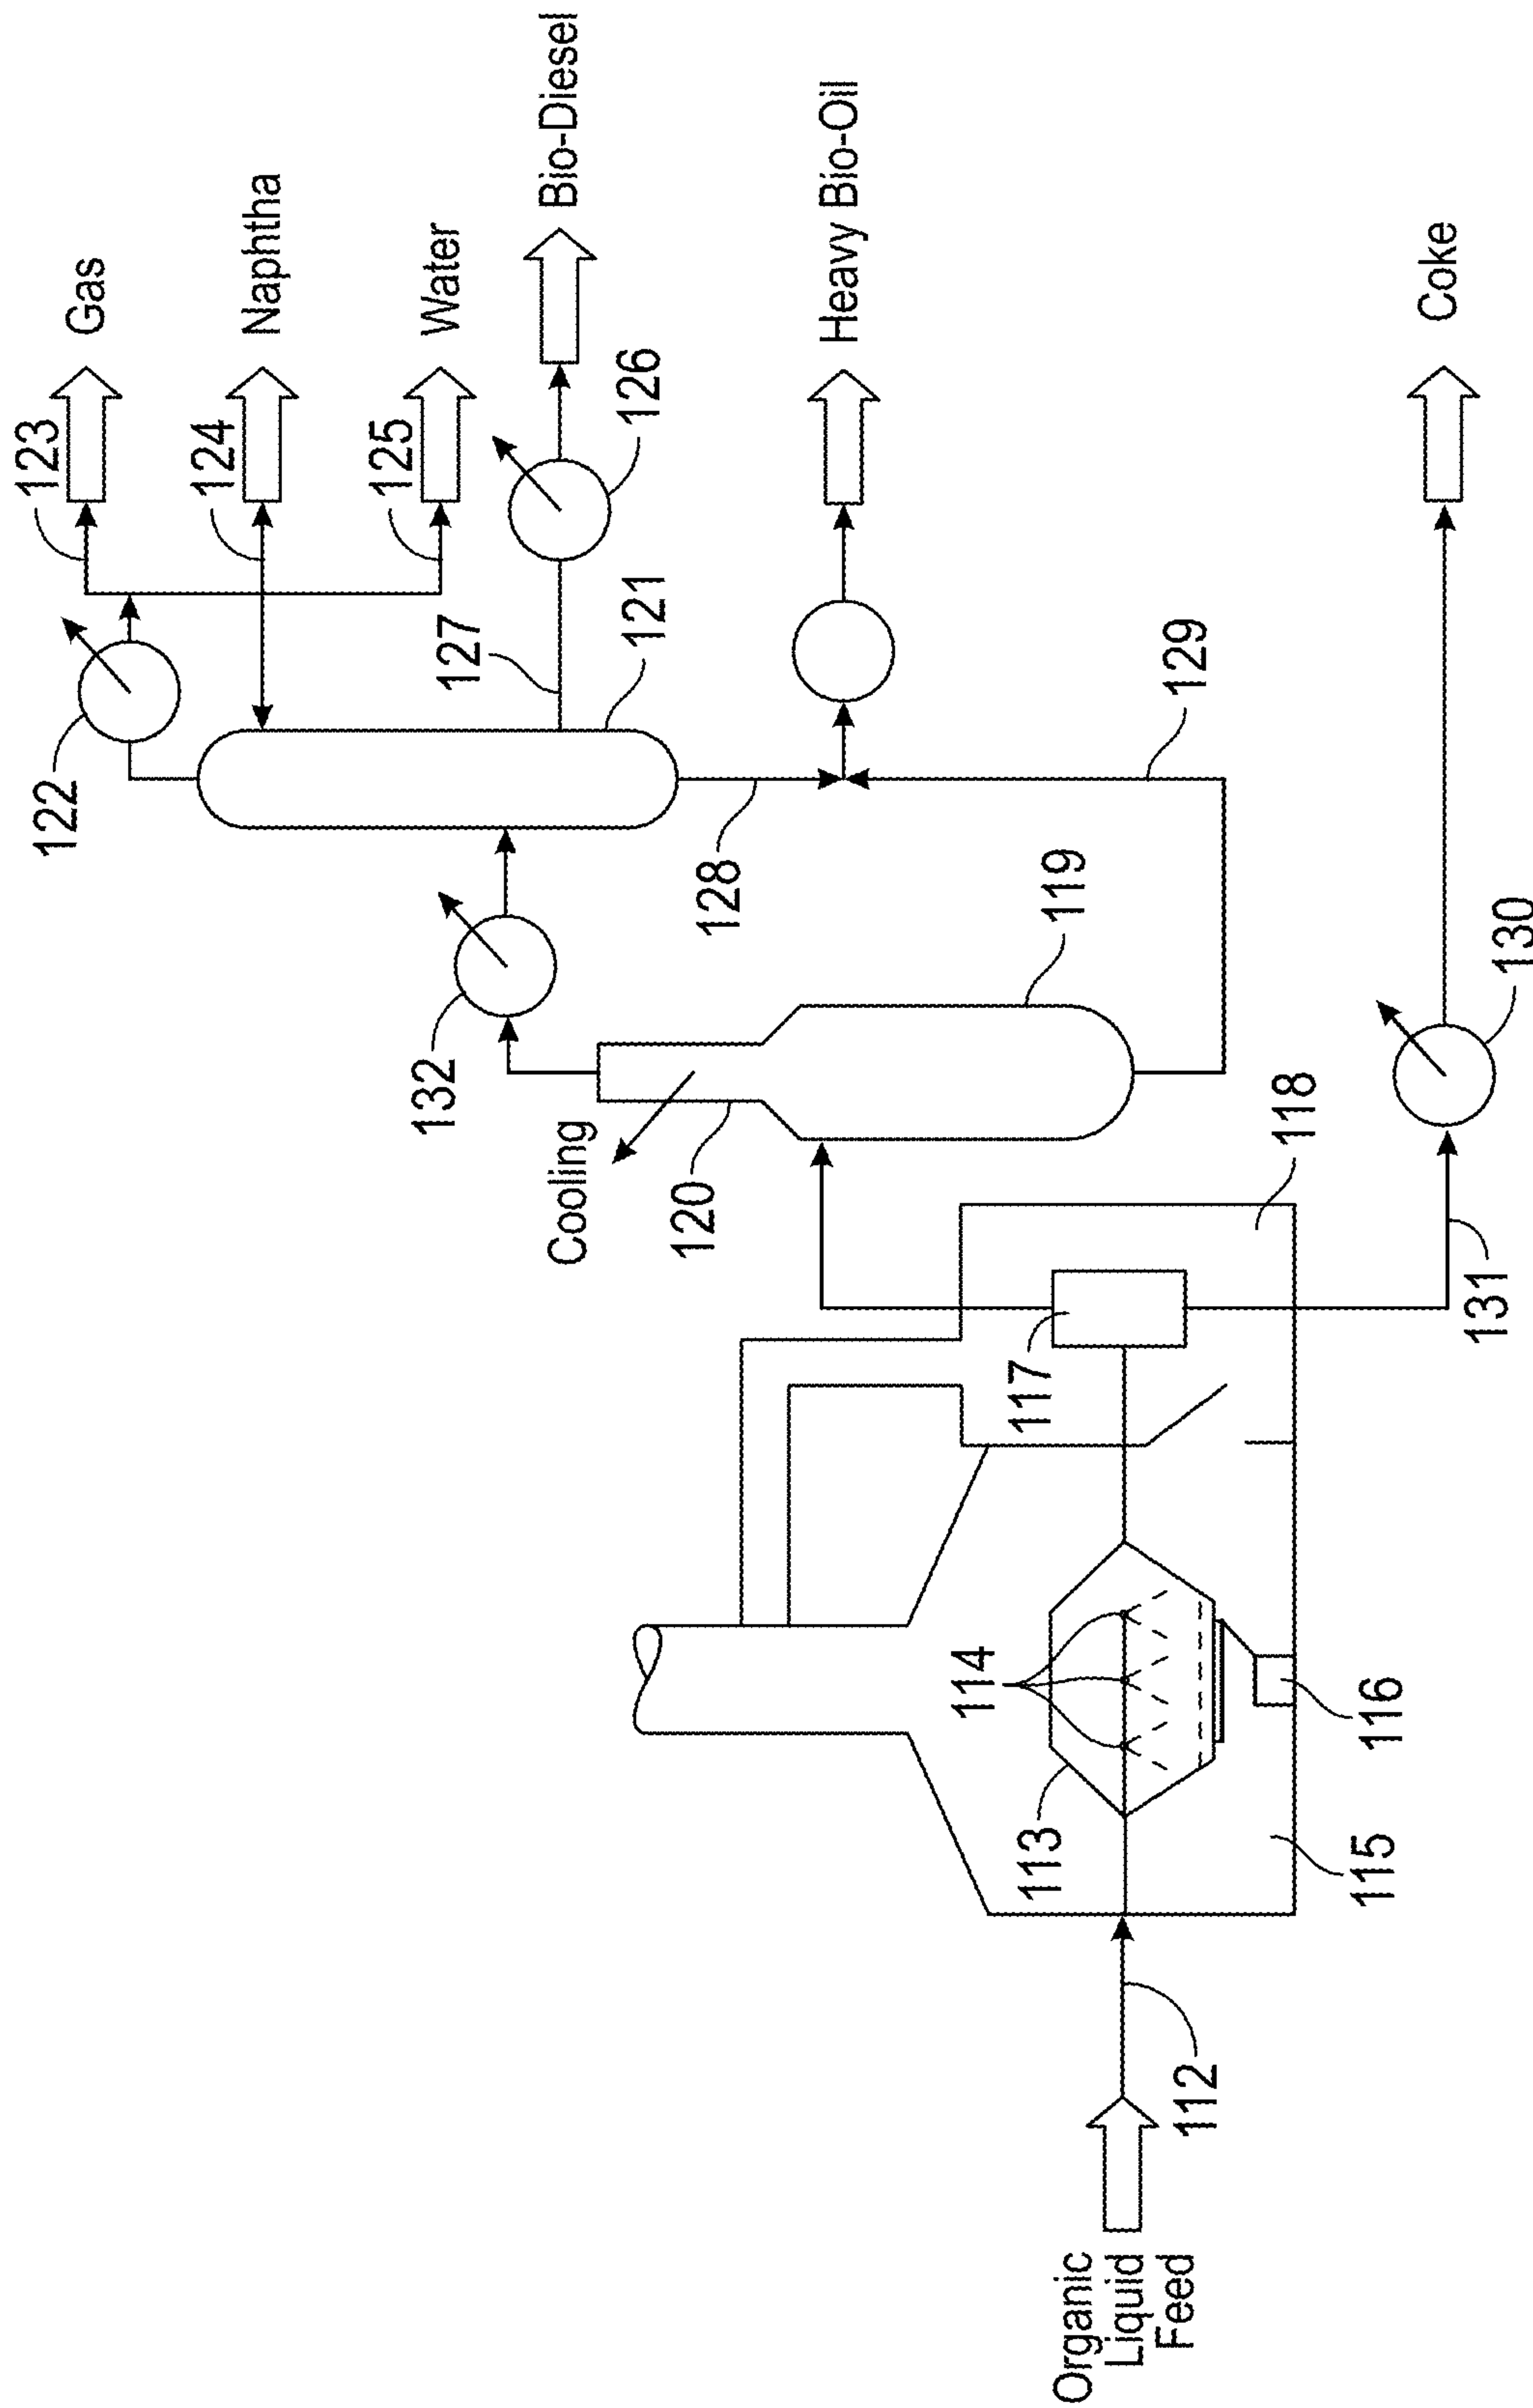 Gas
Naphtha
Water
Bio-Diesel
Heavy Bio-Oil
Coke
123
124
125
126
122
127
121
132
128
129
119
Cooling
120
118
130
117
131
114
113
116
115
112
Organic
Liquid
Feed